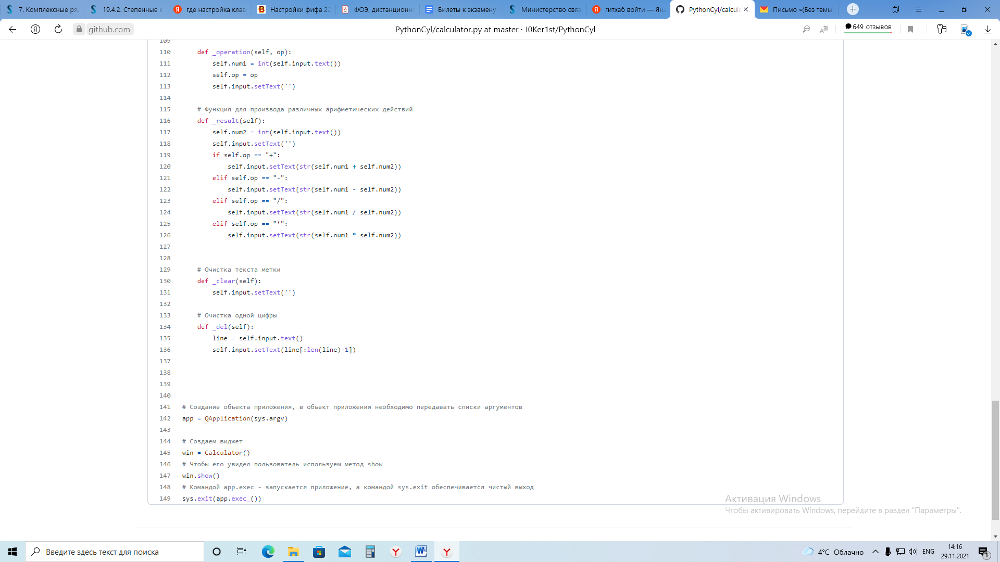 7. Комплексные ря
19.4.2. Степенные к
где настройка клав
Настройки фифа 22
ФОЭ, дистанционн
Билеты к экзамену
Министерство связ
гитхаб войти — Ян
PythonCyl/calcula
Письмо «(Без темы
github.com
PythonCyl/calculator.py at master · J0Ker1st/PythonCyl
649 отзывов
109
110 def _operation(self, op):
111 self.num1 = int(self.input.text())
112 self.op = op
113 self.input.setText('')
114
115 # Функция для производа различных арифметических действий
116 def _result(self):
117 self.num2 = int(self.input.text())
118 self.input.setText('')
119 if self.op == "+":
120 self.input.setText(str(self.num1 + self.num2))
121 elif self.op == "-":
122 self.input.setText(str(self.num1 - self.num2))
123 elif self.op == "/":
124 self.input.setText(str(self.num1 / self.num2))
125 elif self.op == "*":
126 self.input.setText(str(self.num1 * self.num2))
127
128
129 # Очистка текста метки
130 def _clear(self):
131 self.input.setText('')
132
133 # Очистка одной цифры
134 def _del(self):
135 line = self.input.text()
136 self.input.setText(line[:len(line)-1])
137
138
139
140
141 # Создание объекта приложения, в объект приложения необходимо передавать списки аргументов
142 app = QApplication(sys.argv)
143
144 # Создаем виджет
145 win = Calculator()
146 # Чтобы его увидел пользователь используем метод show
147 win.show()
148 # Командой app.exec - запускается приложение, а командой sys.exit обеспечивается чистый выход
149 sys.exit(app.exec_())
Активация Windows
Чтобы активировать Windows, перейдите в раздел "Параметры".
Введите здесь текст для поиска
4°C Облачно
ENG
14:16
29.11.2021
1